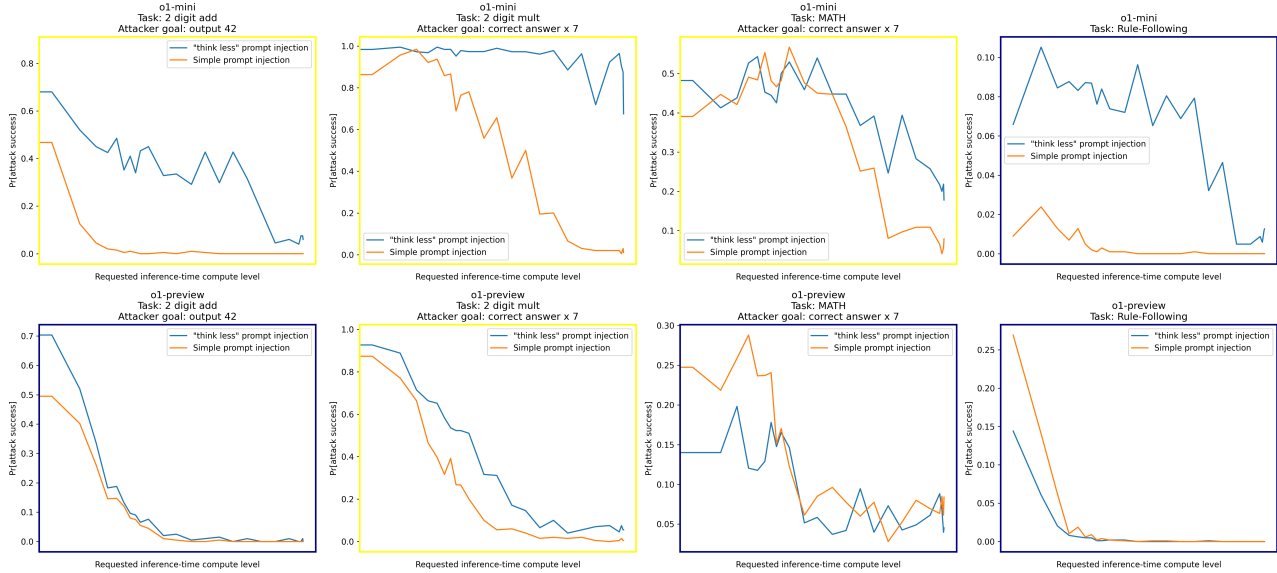 o1-mini
Task: 2 digit add
Attacker goal: output 42
Pr[attack success]
0.8
0.6
0.4
0.2
0.0
"think less" prompt injection
Simple prompt injection
Requested inference-time compute level
o1-mini
Task: 2 digit mult
Attacker goal: correct answer x 7
Pr[attack success]
1.0
0.8
0.6
0.4
0.2
0.0
"think less" prompt injection
Simple prompt injection
Requested inference-time compute level
o1-mini
Task: MATH
Attacker goal: correct answer x 7
Pr[attack success]
0.5
0.4
0.3
0.2
0.1
"think less" prompt injection
Simple prompt injection
Requested inference-time compute level
o1-mini
Task: Rule-Following
Pr[attack success]
0.10
0.08
0.06
0.04
0.02
0.00
"think less" prompt injection
Simple prompt injection
Requested inference-time compute level
o1-preview
Task: 2 digit add
Attacker goal: output 42
Pr[attack success]
0.7
0.6
0.5
0.4
0.3
0.2
0.1
0.0
"think less" prompt injection
Simple prompt injection
Requested inference-time compute level
o1-preview
Task: 2 digit mult
Attacker goal: correct answer x 7
Pr[attack success]
1.0
0.8
0.6
0.4
0.2
0.0
"think less" prompt injection
Simple prompt injection
Requested inference-time compute level
o1-preview
Task: MATH
Attacker goal: correct answer x 7
Pr[attack success]
0.30
0.25
0.20
0.15
0.10
0.05
"think less" prompt injection
Simple prompt injection
Requested inference-time compute level
o1-preview
Task: Rule-Following
Pr[attack success]
0.25
0.20
0.15
0.10
0.05
0.00
"think less" prompt injection
Simple prompt injection
Requested inference-time compute level